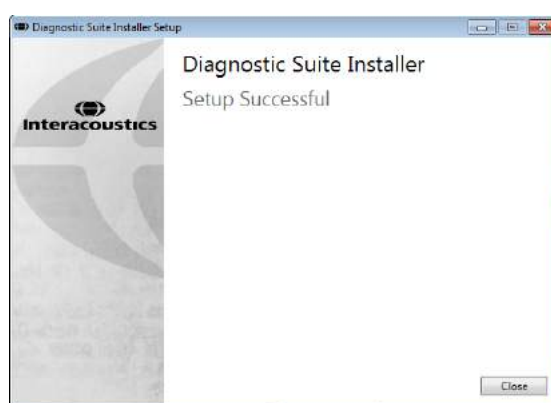 Diagnostic Suite Installer Setup
Diagnostic Suite Installer
Setup Successful
Interacoustics
Close